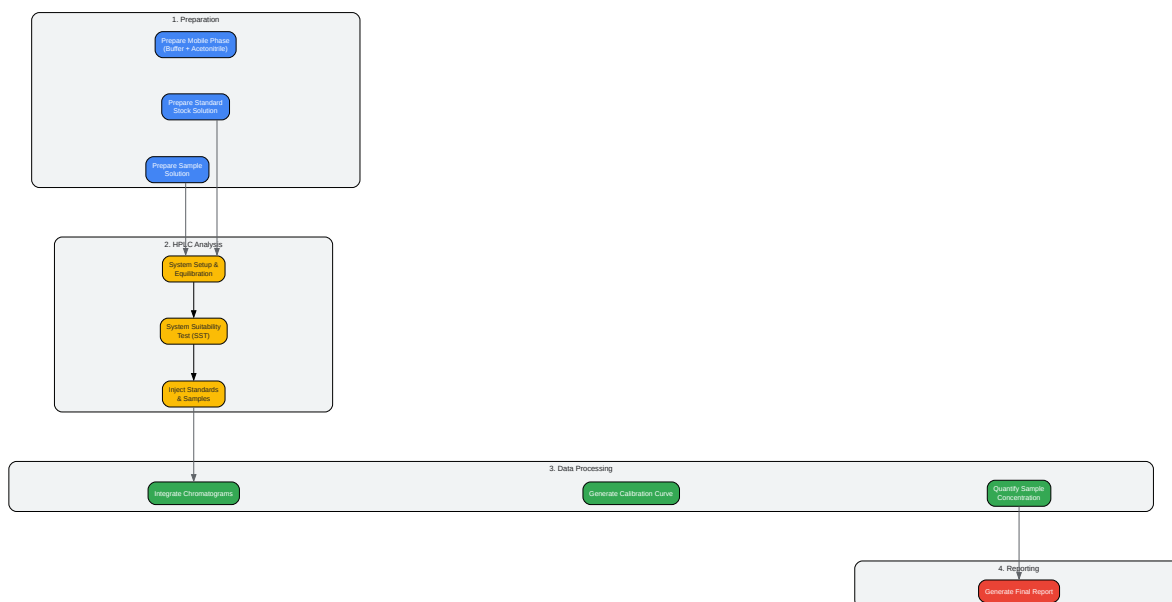 1. Preparation
Prepare Mobile Phase
(Buffer + Acetonitrile)
Prepare Standard
Stock Solution
Prepare Sample
Solution
2. HPLC Analysis
System Setup &
Equilibration
System Suitability
Test (SST)
Inject Standards
& Samples
3. Data Processing
Integrate Chromatograms
Generate Calibration Curve
Quantify Sample
Concentration
4. Reporting
Generate Final Report